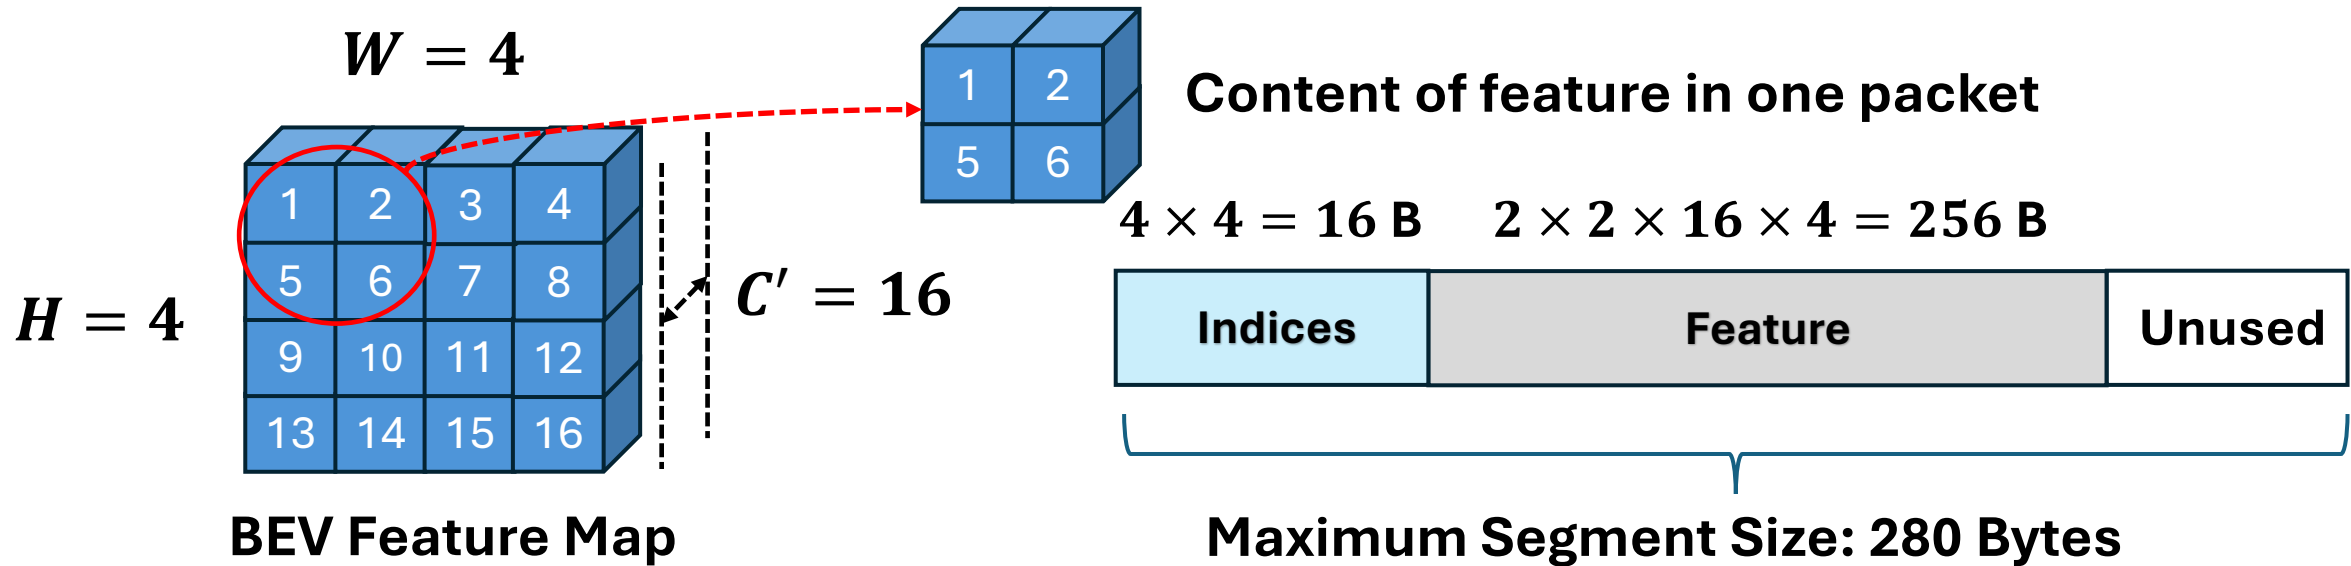 W = 4
H = 4
1 2 3 4
5 6 7 8
9 10 11 12
13 14 15 16
C′ = 16
BEV Feature Map
1 2
5 6
Content of feature in one packet
4 × 4 = 16 B
2 × 2 × 16 × 4 = 256 B
Indices
Feature
Unused
Maximum Segment Size: 280 Bytes